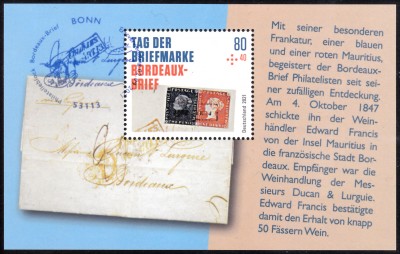 BONN
Bordeaux-Brief
Bordeaux
TAG DER
BRIEFMARKE
BORDEAUX-
BRIEF
80
+40
Deutschland 2021
53113
Bordeaux
Mit seiner besonderen
Frankatur, einer blauen
und einer roten Mauritius,
begeistert der Bordeaux-
Brief Philatelisten seit sei-
ner zufälligen Entdeckung.
Am 4. Oktober 1847
schickte ihn der Wein-
händler Edward Francis
von der Insel Mauritius in
die französische Stadt Bor-
deaux. Empfänger war die
Weinhandlung der Mes-
sieurs Ducan & Lurguie.
Edward Francis bestätigte
damit den Erhalt von knapp
50 Fässern Wein.